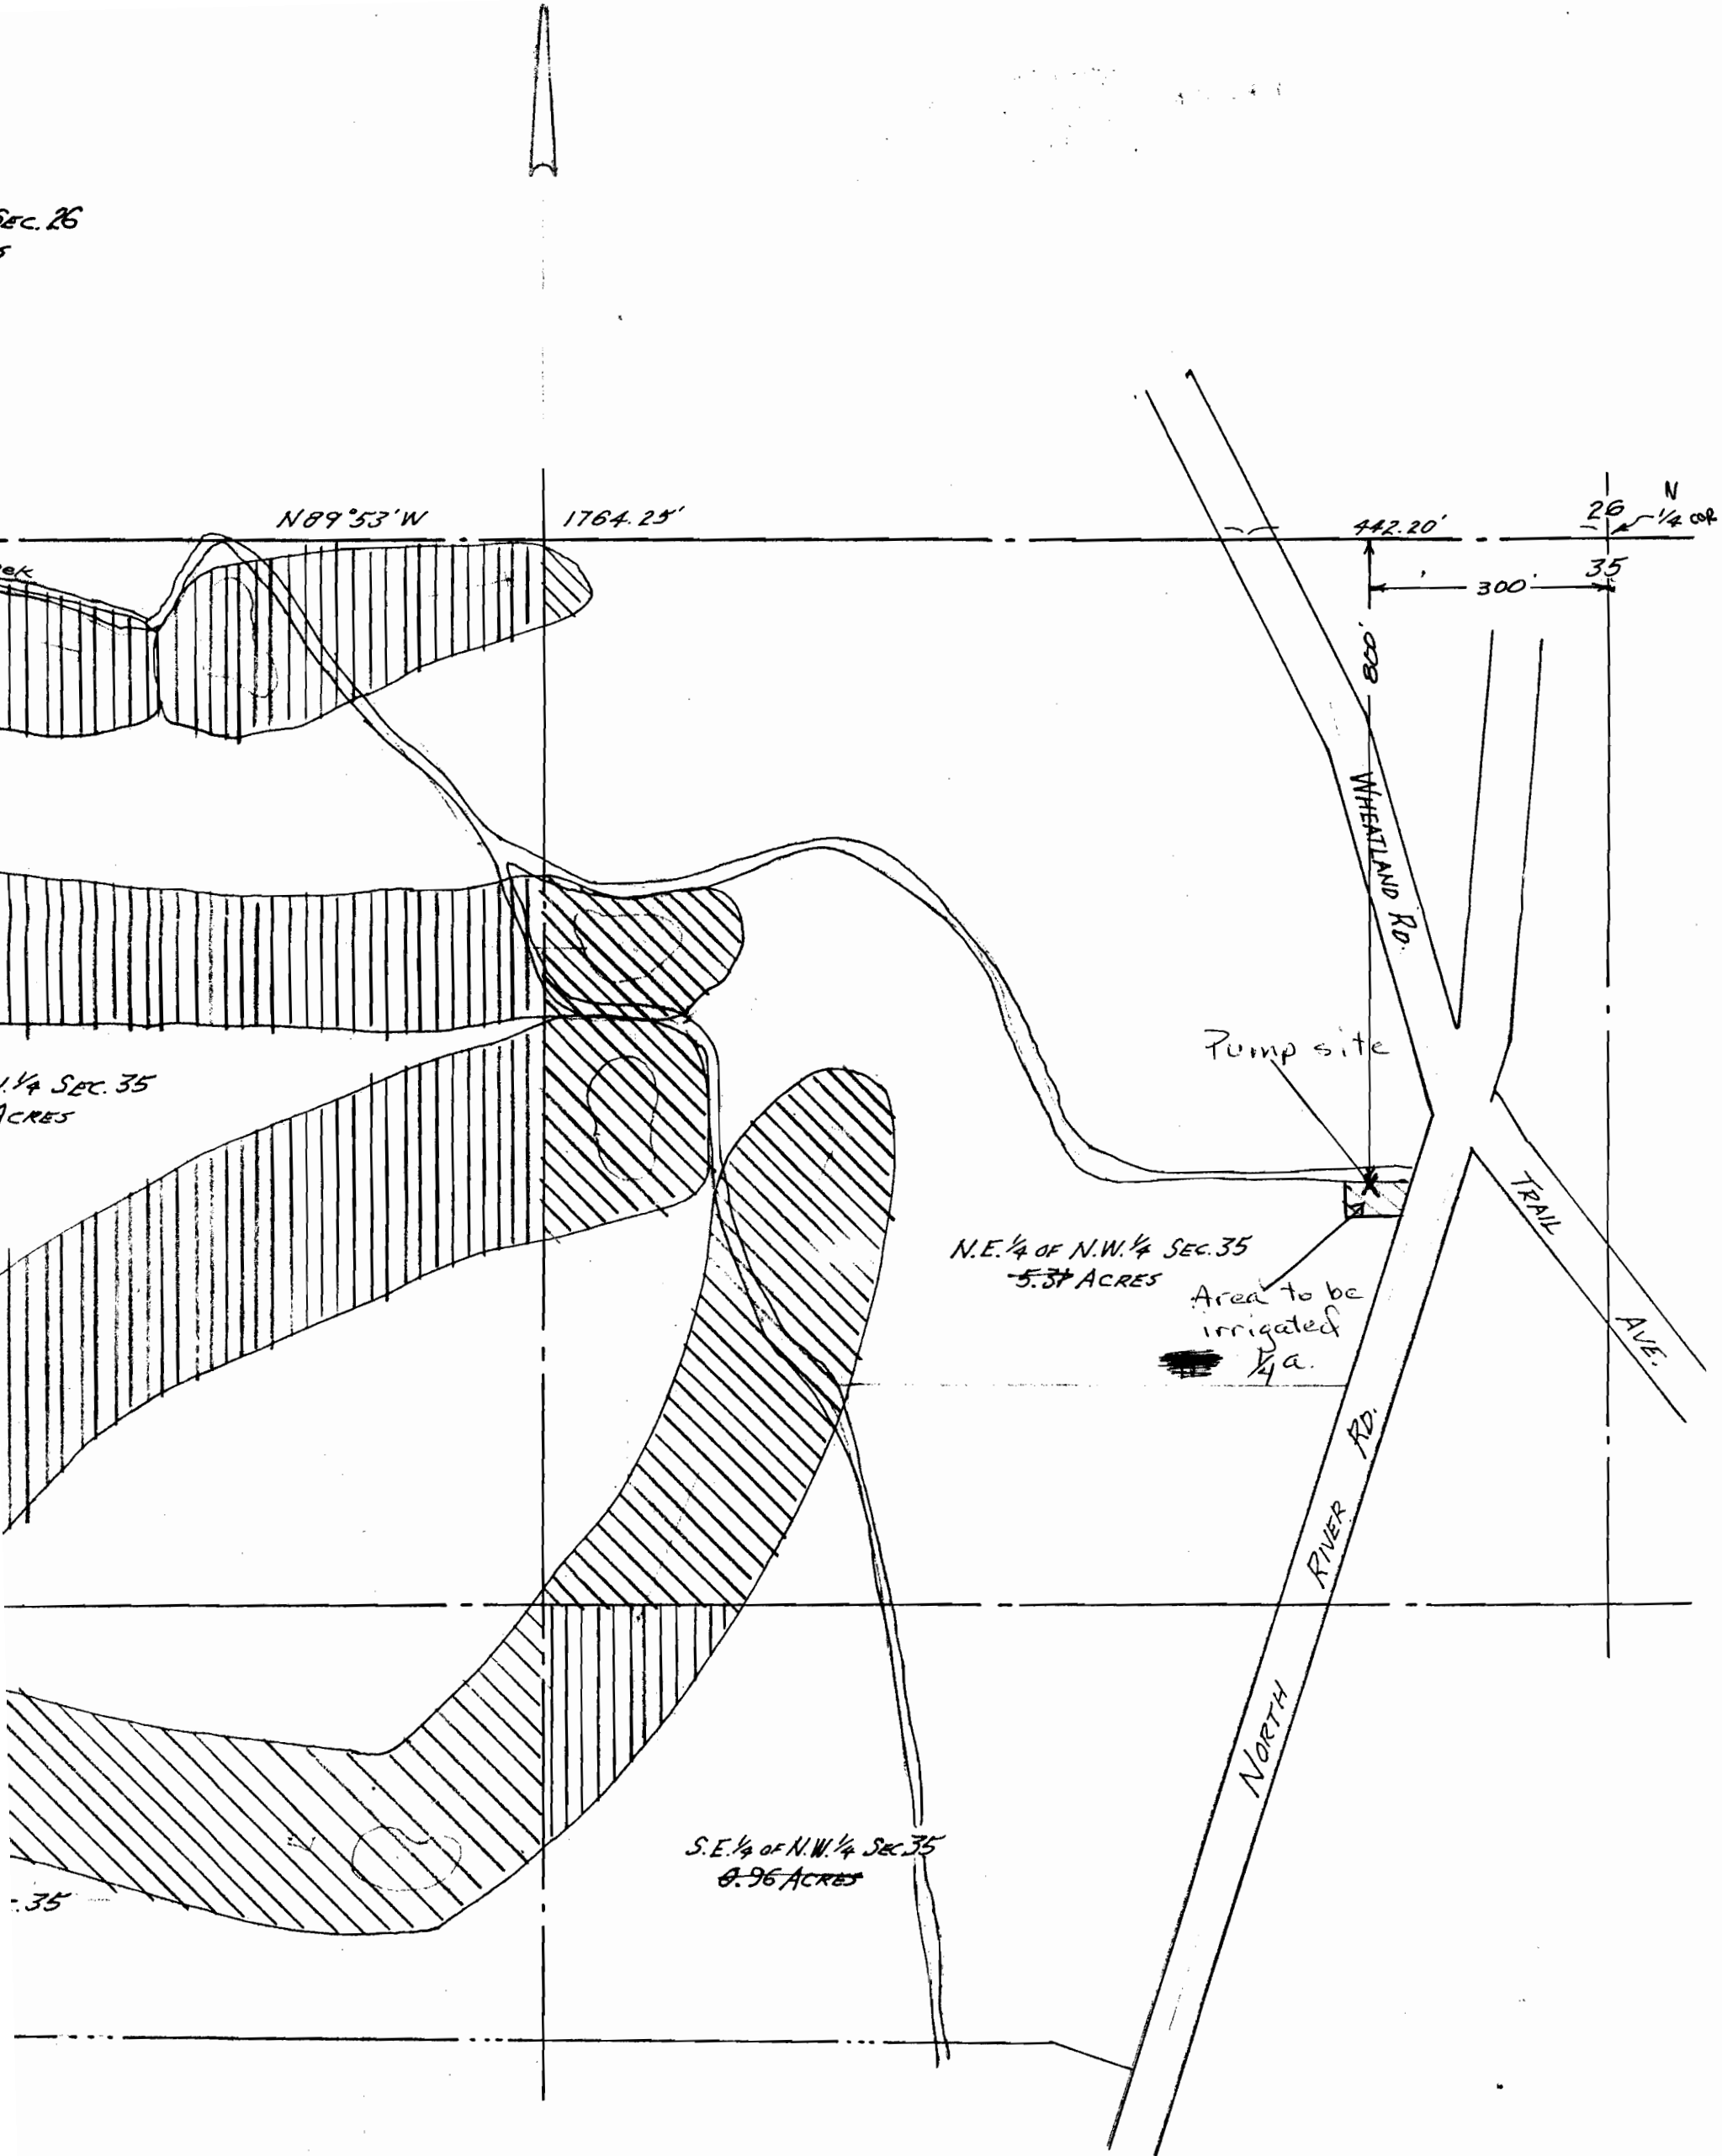 SEC. 26
N89°53'W
1764.25'
442.20'
26
N
1/4 COR
35
300'
800'
WHEATLAND RD.
Pump site
1/4 SEC. 35
ACRES
N.E. 1/4 OF N.W. 1/4 SEC. 35
5.31 ACRES
Area to be
irrigated
1/4 a.
TRAIL
AVE.
NORTH RIVER RD.
S.E. 1/4 OF N.W. 1/4 SEC 35
0.96 ACRES
35